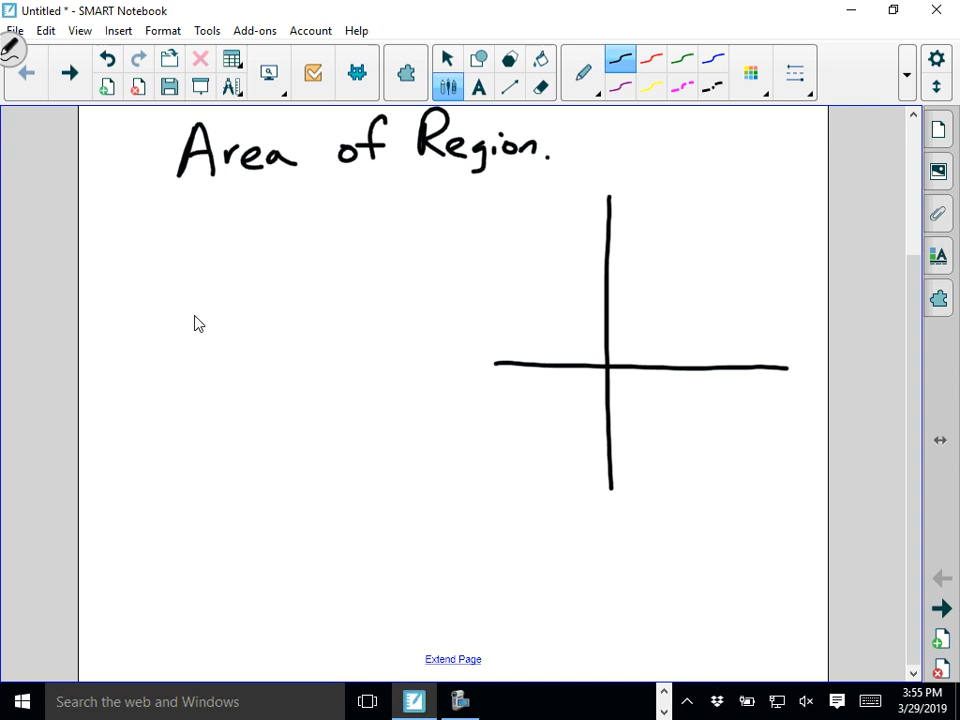 Untitled * - SMART Notebook
File Edit View Insert Format Tools Add-ons Account Help
Area of Region.
Extend Page
Search the web and Windows
3:55 PM
3/29/2019